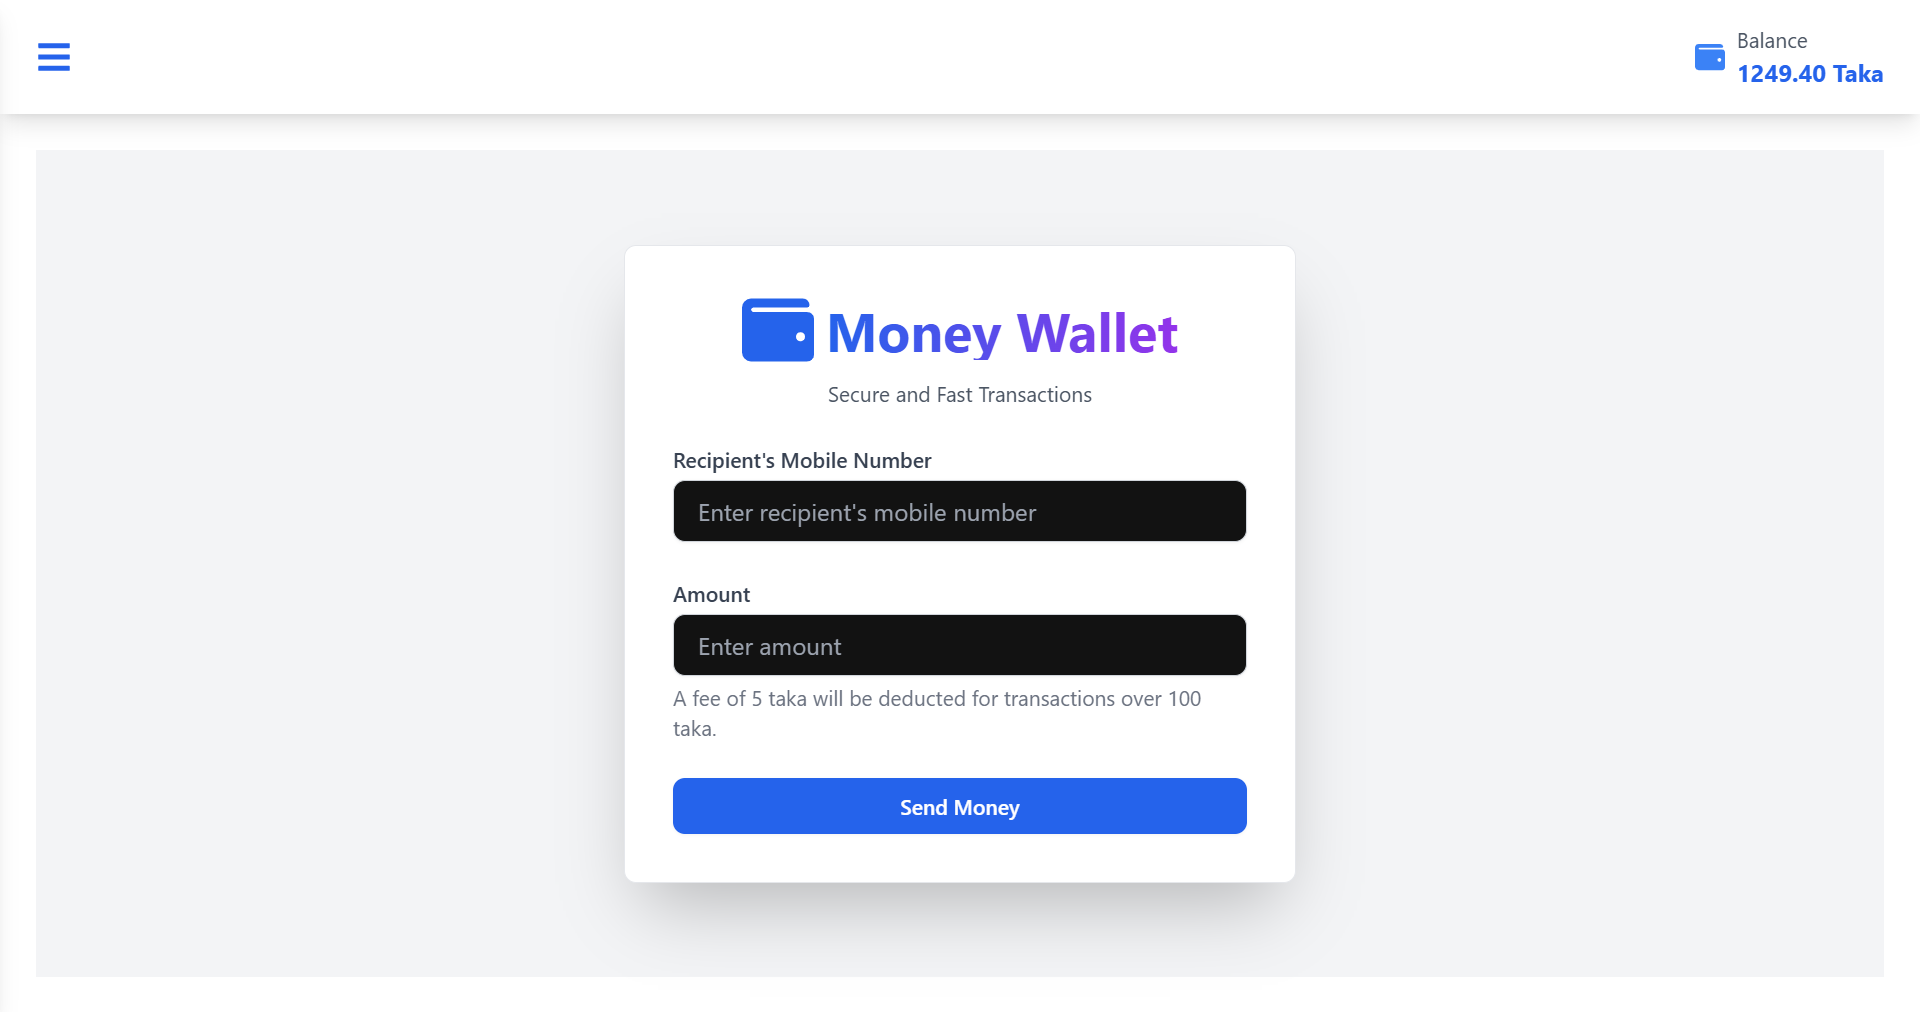 Balance
1249.40 Taka
Money Wallet
Secure and Fast Transactions
Recipient's Mobile Number
Enter recipient's mobile number
Amount
Enter amount
A fee of 5 taka will be deducted for transactions over 100
taka.
Send Money